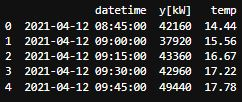 datetime y[kW] temp
0 2021-04-12 08:45:00 42160 14.44
1 2021-04-12 09:00:00 37920 15.56
2 2021-04-12 09:15:00 43360 16.67
3 2021-04-12 09:30:00 42960 17.22
4 2021-04-12 09:45:00 49440 17.78